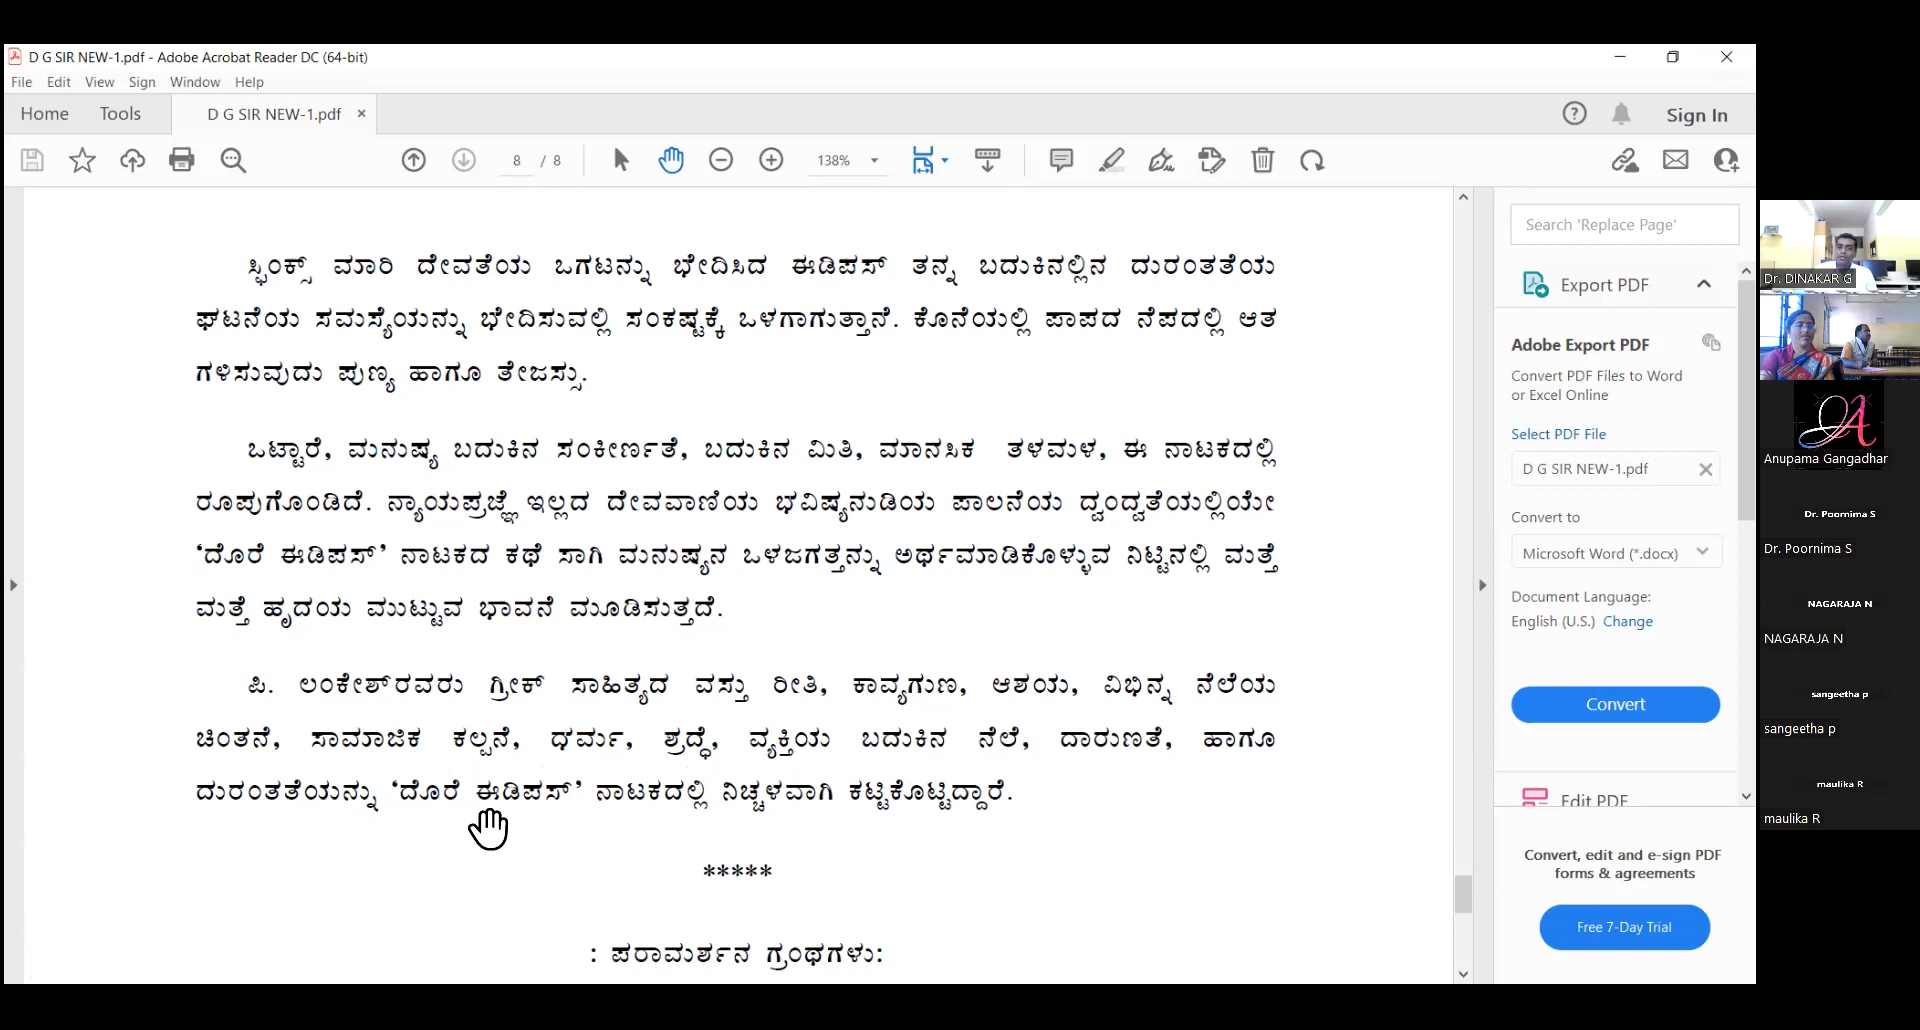 D G SIR NEW-1.pdf - Adobe Acrobat Reader DC (64-bit)
File Edit View Sign Window Help
Home Tools D G SIR NEW-1.pdf × Sign In
8 / 8 138%
ಸ್ಫಿಂಕ್ಸ್ ಮಾರಿ ದೇವತೆಯ ಒಗಟನ್ನು ಭೇದಿಸಿದ ಈಡಿಪಸ್ ತನ್ನ ಬದುಕಿನಲ್ಲಿನ ದುರಂತತೆಯ
ಘಟನೆಯ ಸಮಸ್ಯೆಯನ್ನು ಭೇದಿಸುವಲ್ಲಿ ಸಂಕಷ್ಟಕ್ಕೆ ಒಳಗಾಗುತ್ತಾನೆ. ಕೊನೆಯಲ್ಲಿ ಪಾಪದ ನೆಪದಲ್ಲಿ ಆತ
ಗಳಿಸುವುದು ಪುಣ್ಯ ಹಾಗೂ ತೇಜಸ್ಸು.
ಒಟ್ಟಾರೆ, ಮನುಷ್ಯ ಬದುಕಿನ ಸಂಕೀರ್ಣತೆ, ಬದುಕಿನ ಮಿತಿ, ಮಾನಸಿಕ ತಳಮಳ, ಈ ನಾಟಕದಲ್ಲಿ
ರೂಪುಗೊಂಡಿದೆ. ನ್ಯಾಯಪ್ರಜ್ಞೆ ಇಲ್ಲದ ದೇವವಾಣಿಯ ಭವಿಷ್ಯನುಡಿಯ ಪಾಲನೆಯ ದ್ವಂದ್ವತೆಯಲ್ಲಿಯೇ
‘ದೊರೆ ಈಡಿಪಸ್’ ನಾಟಕದ ಕಥೆ ಸಾಗಿ ಮನುಷ್ಯನ ಒಳಜಗತ್ತನ್ನು ಅರ್ಥಮಾಡಿಕೊಳ್ಳುವ ನಿಟ್ಟಿನಲ್ಲಿ ಮತ್ತೆ
ಮತ್ತೆ ಹೃದಯ ಮುಟ್ಟುವ ಭಾವನೆ ಮೂಡಿಸುತ್ತದೆ.
ಪಿ. ಲಂಕೇಶ್‌ರವರು ಗ್ರೀಕ್ ಸಾಹಿತ್ಯದ ವಸ್ತು ರೀತಿ, ಕಾವ್ಯಗುಣ, ಆಶಯ, ವಿಭಿನ್ನ ನೆಲೆಯ
ಚಿಂತನೆ, ಸಾಮಾಜಿಕ ಕಲ್ಪನೆ, ಧರ್ಮ, ಶ್ರದ್ಧೆ, ವ್ಯಕ್ತಿಯ ಬದುಕಿನ ನೆಲೆ, ದಾರುಣತೆ, ಹಾಗೂ
ದುರಂತತೆಯನ್ನು ‘ದೊರೆ ಈಡಿಪಸ್’ ನಾಟಕದಲ್ಲಿ ನಿಚ್ಚಳವಾಗಿ ಕಟ್ಟಿಕೊಟ್ಟಿದ್ದಾರೆ.
*****
: ಪರಾಮರ್ಶನ ಗ್ರಂಥಗಳು:
Search 'Replace Page'
Export PDF
Adobe Export PDF
Convert PDF Files to Word
or Excel Online
Select PDF File
D G SIR NEW-1.pdf
Convert to
Microsoft Word (*.docx)
Document Language:
English (U.S.) Change
Convert
Edit PDF
Convert, edit and e-sign PDF
forms & agreements
Free 7-Day Trial
Dr. DINAKAR G
A
Anupama Gangadhar
Dr. Poornima S
Dr. Poornima S
NAGARAJA N
NAGARAJA N
sangeetha p
sangeetha p
maulika R
maulika R